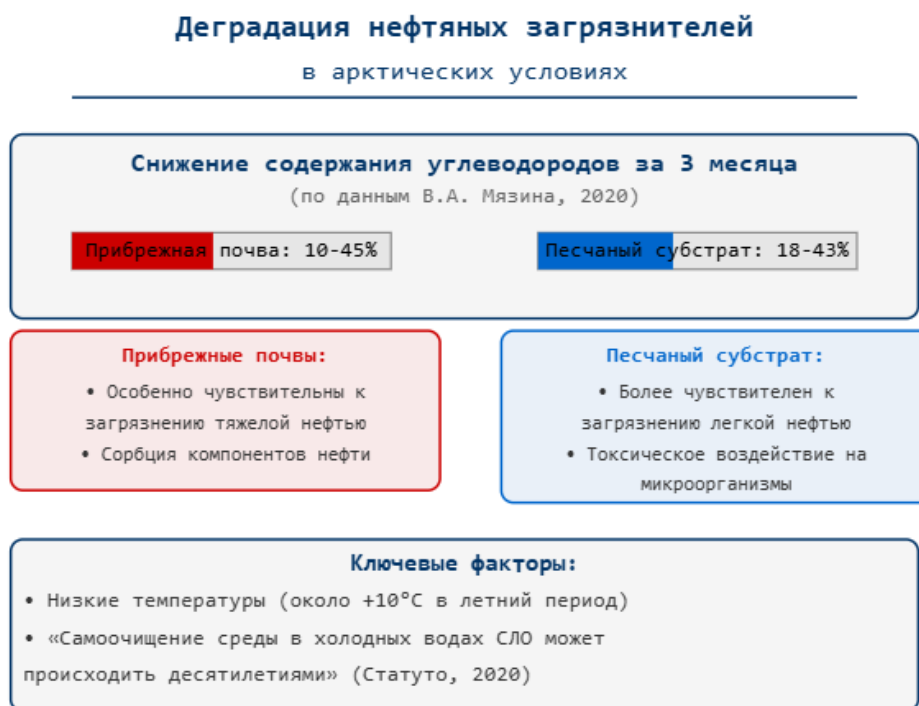 Деградация нефтяных загрязнителей
в арктических условиях
Снижение содержания углеводородов за 3 месяца
(по данным В.А. Мязина, 2020)
Прибрежная почва: 10-45%
Песчаный субстрат: 18-43%
Прибрежные почвы:
• Особенно чувствительны к
загрязнению тяжелой нефтью
• Сорбция компонентов нефти
Песчаный субстрат:
• Более чувствителен к
загрязнению легкой нефтью
• Токсическое воздействие на
микроорганизмы
Ключевые факторы:
• Низкие температуры (около +10°C в летний период)
• «Самоочищение среды в холодных водах СЛО может
происходить десятилетиями» (Статуто, 2020)